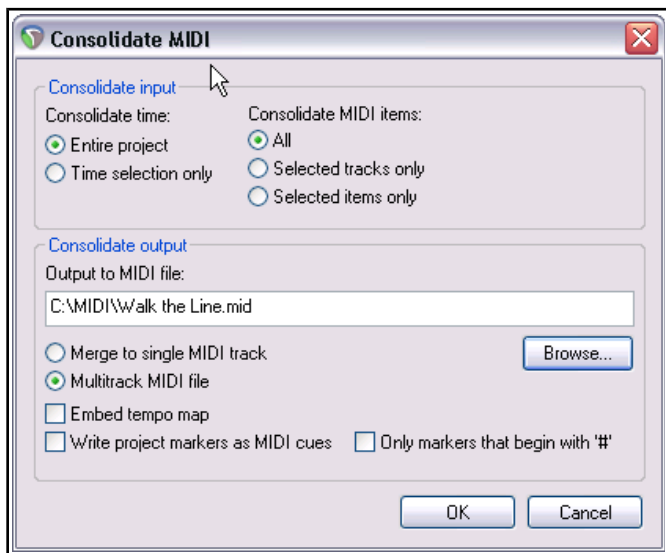 Consolidate MIDI
Consolidate input
Consolidate time:
Entire project
Time selection only
Consolidate MIDI items:
All
Selected tracks only
Selected items only
Consolidate output
Output to MIDI file:
C:\MIDI\Walk the Line.mid
Merge to single MIDI track
Browse...
Multitrack MIDI file
Embed tempo map
Write project markers as MIDI cues
Only markers that begin with '#'
OK
Cancel